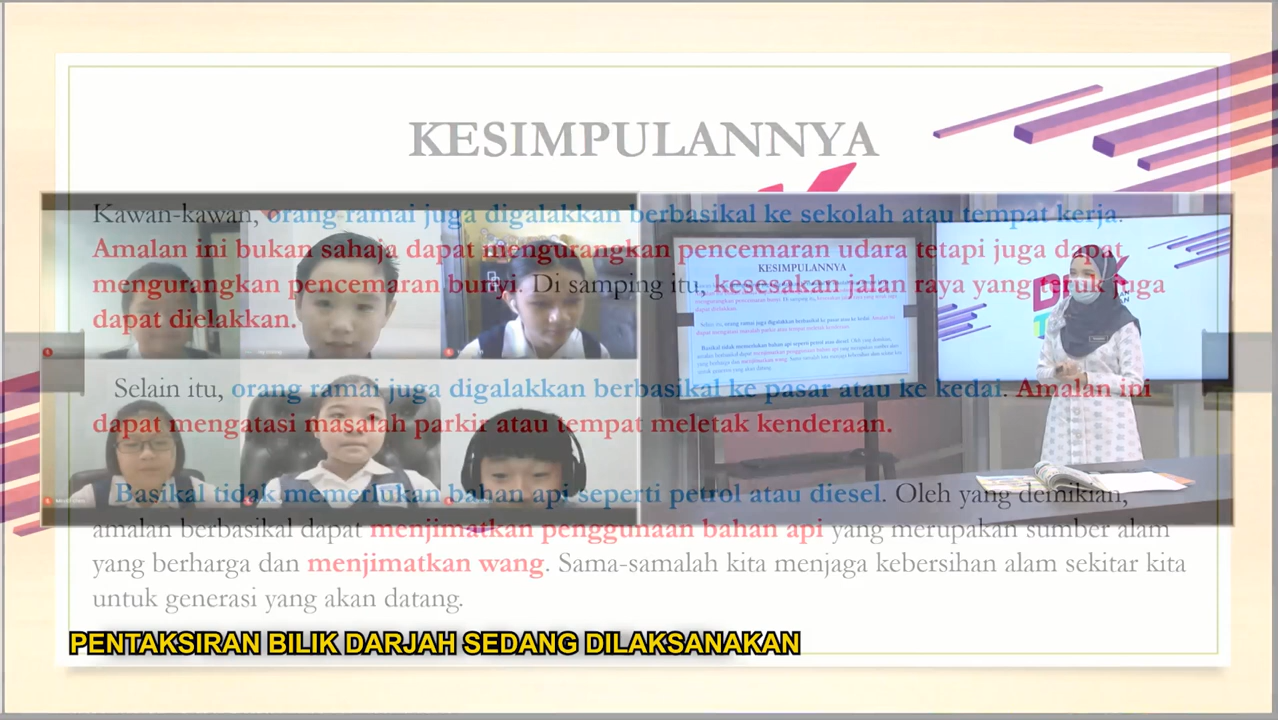 KESIMPULANNYA
Kawan-kawan, orang ramai juga digalakkan berbasikal ke sekolah atau tempat kerja.
Amalan ini bukan sahaja dapat mengurangkan pencemaran udara tetapi juga dapat
mengurangkan pencemaran bunyi. Di samping itu, kesesakan jalan raya yang teruk juga
dapat dielakkan.
KESIMPULANNYA
Selain itu, orang ramai juga digalakkan berbasikal ke pasar atau ke kedai. Amalan ini
dapat mengatasi masalah parkir atau tempat meletak kenderaan.
Basikal tidak memerlukan bahan api seperti petrol atau diesel. Oleh yang demikian,
amalan berbasikal dapat menjimatkan penggunaan bahan api yang merupakan sumber alam
yang berharga dan menjimatkan wang. Sama-samalah kita menjaga kebersihan alam sekitar kita
untuk generasi yang akan datang.
PENTAKSIRAN BILIK DARJAH SEDANG DILAKSANAKAN